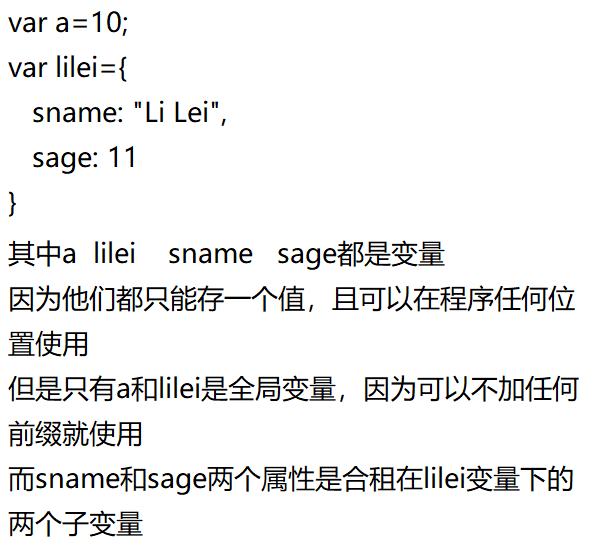 var a=10;
var lilei={
   sname: "Li Lei",
   sage: 11
}
其中a  lilei    sname   sage都是变量
因为他们都只能存一个值，且可以在程序任何位
置使用
但是只有a和lilei是全局变量，因为可以不加任何
前缀就使用
而sname和sage两个属性是合租在lilei变量下的
两个子变量